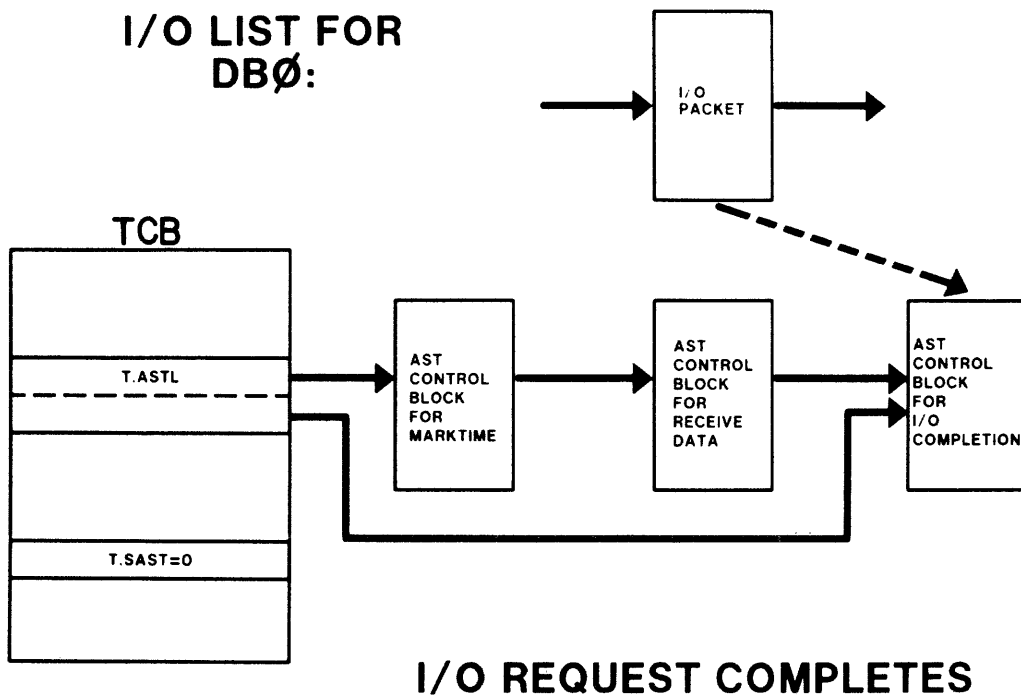 I/O LIST FOR
DBØ:
I/O
PACKET
TCB
T.ASTL
AST
CONTROL
BLOCK
FOR
MARKTIME
AST
CONTROL
BLOCK
FOR
RECEIVE
DATA
AST
CONTROL
BLOCK
FOR
I/O
COMPLETION
T.SAST=0
I/O REQUEST COMPLETES